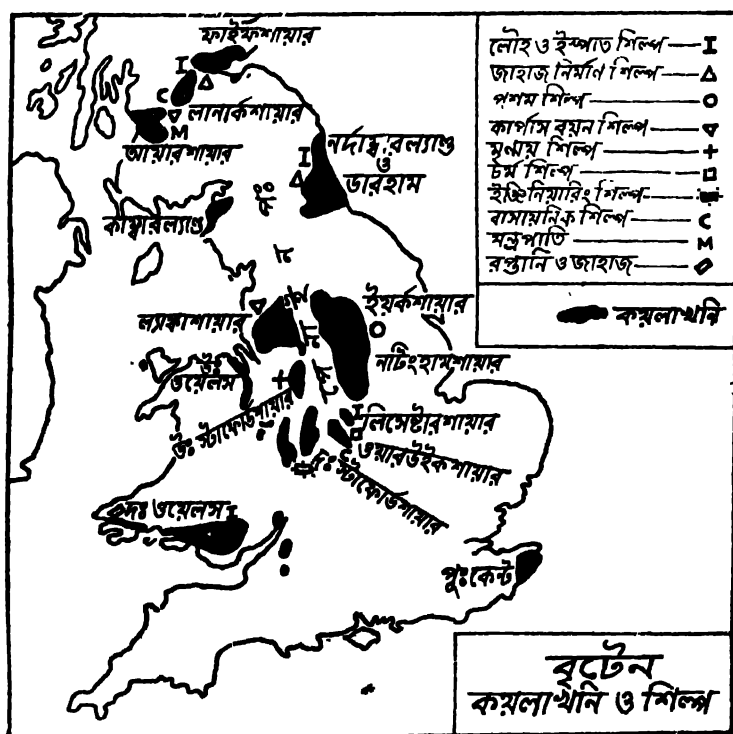 ফাইফশায়ার
লানার্কশায়ার
আয়ারশায়ার
নর্দাম্বারল্যাণ্ড
ও
ডারহাম
কাম্বারল্যাণ্ড
ল্যাঙ্কাশায়ার
ইয়র্কশায়ার
নটিংহামশায়ার
উঃ
ওয়েলস
উঃ স্টাফোর্ডশায়ার
লিসেষ্টারশায়ার
ওয়ারউইকশায়ার
দঃ স্টাফোর্ডশায়ার
দঃ ওয়েলস
পূঃ কেন্ট
লৌহ ও ইস্পাত শিল্প — I
জাহাজ নির্মাণ শিল্প — △
পশম শিল্প — ○
কার্পাস বয়ন শিল্প — ▽
মৃন্ময় শিল্প — +
চর্ম শিল্প — □
ইঞ্জিনিয়ারিং শিল্প —
রাসায়নিক শিল্প — C
যন্ত্রপাতি — M
রপ্তানি ও জাহাজ — ◇
কয়লাখনি
বৃটেন
কয়লাখনি ও শিল্প